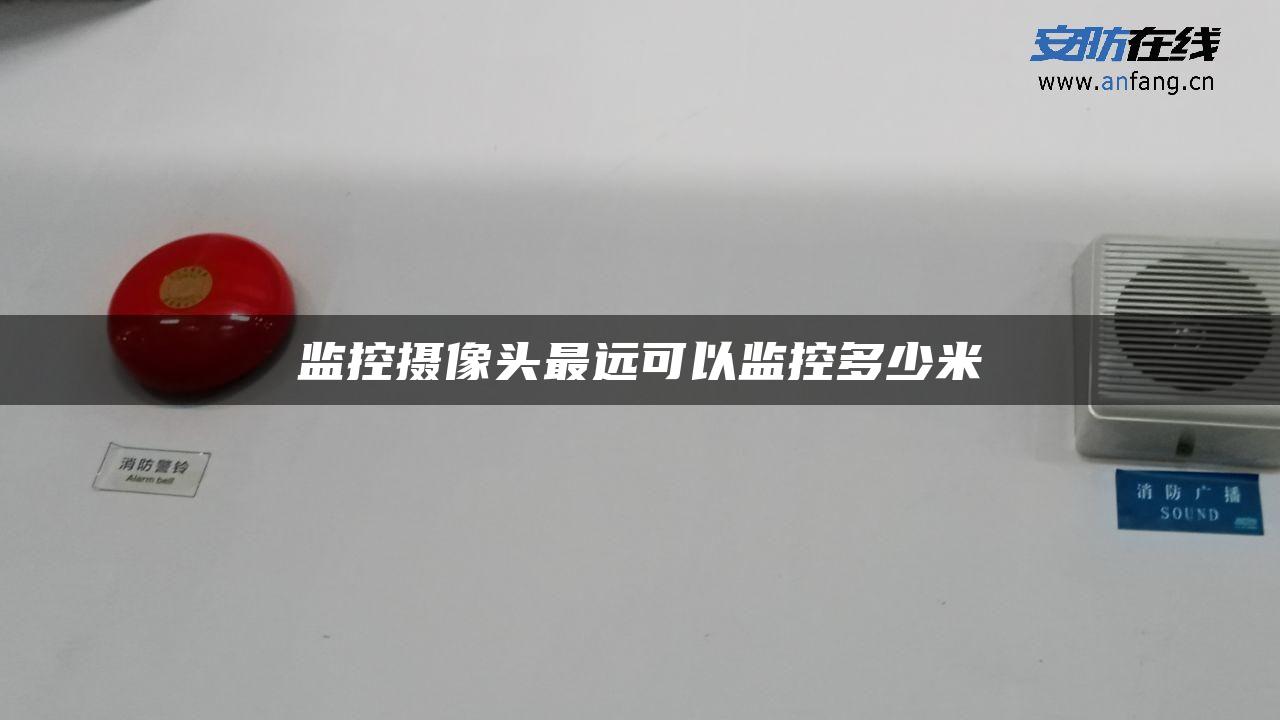 安防在线
www.anfang.cn
监控摄像头最远可以监控多少米
消防警铃
Alarm bell
消防广播
SOUND